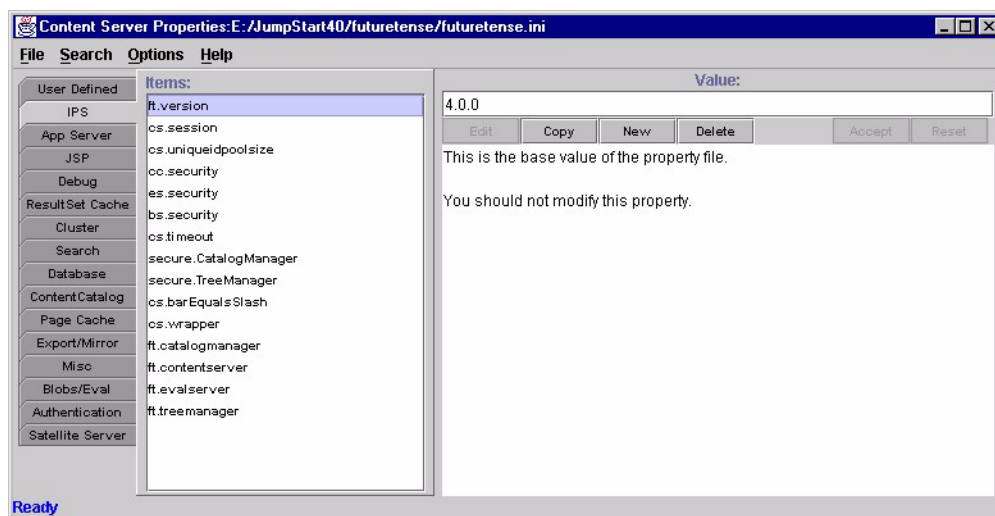 Content Server Properties:E:/JumpStart40/futuretense/futuretense.ini
File Search Options Help
User Defined
IPS
App Server
JSP
Debug
ResultSet Cache
Cluster
Search
Database
ContentCatalog
Page Cache
Export/Mirror
Misc
Blobs/Eval
Authentication
Satellite Server
Items:
ft.version
cs.session
cs.uniqueidpoolsize
cc.security
es.security
bs.security
cs.timeout
secure.CatalogManager
secure.TreeManager
cs.barEqualsSlash
cs.wrapper
ft.catalogmanager
ft.contentserver
ft.evalserver
ft.treemanager
Value:
4.0.0
Edit Copy New Delete Accept Reset
This is the base value of the property file.
You should not modify this property.
Ready